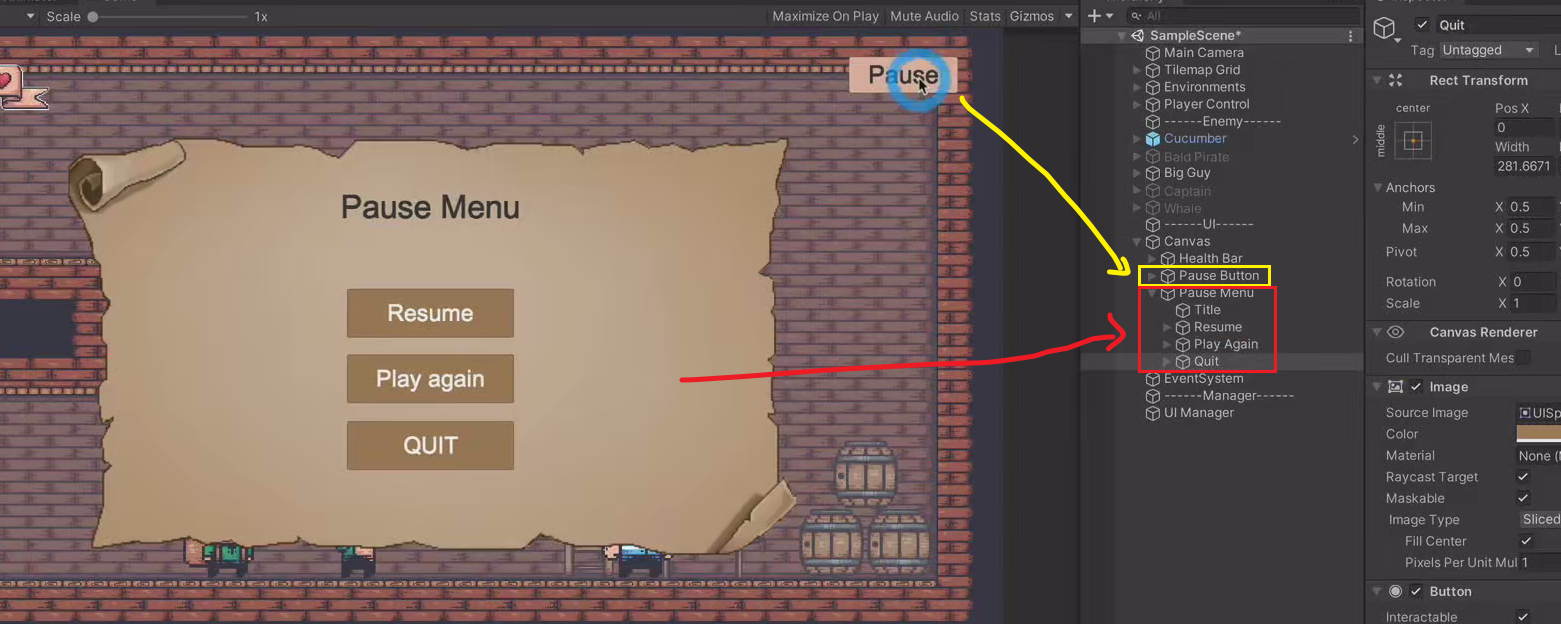 Scale 1x Maximize On Play Mute Audio Stats Gizmos
Pause
Pause Menu
Resume
Play again
QUIT
All
SampleScene*
Main Camera
Tilemap Grid
Environments
Player Control
------Enemy------
Cucumber
Bald Pirate
Big Guy
Captain
Whale
------UI------
Canvas
Health Bar
Pause Button
Pause Menu
Title
Resume
Play Again
Quit
EventSystem
------Manager------
UI Manager
Quit
Tag Untagged
Rect Transform
center
middle
Pos X
0
Width
281.6671
Anchors
Min X 0.5
Max X 0.5
Pivot X 0.5
Rotation X 0
Scale X 1
Canvas Renderer
Cull Transparent Mes
Image
Source Image UISp
Color
Material None (
Raycast Target
Maskable
Image Type Sliced
Fill Center
Pixels Per Unit Mul 1
Button
Interactable